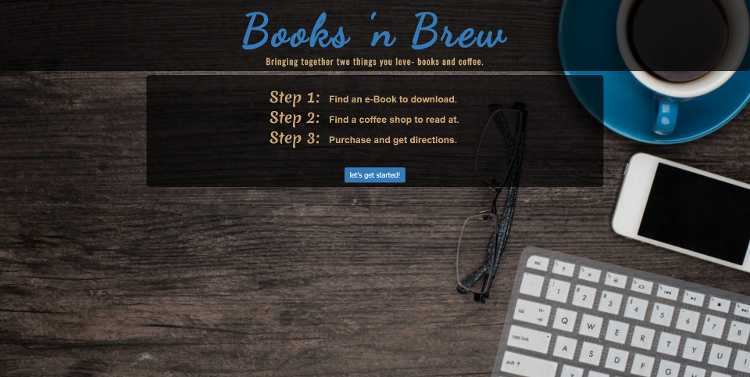 Books 'n Brew
Bringing together two things you love- books and coffee.
Step 1: Find an e-Book to download.
Step 2: Find a coffee shop to read at.
Step 3: Purchase and get directions.
let's get started!